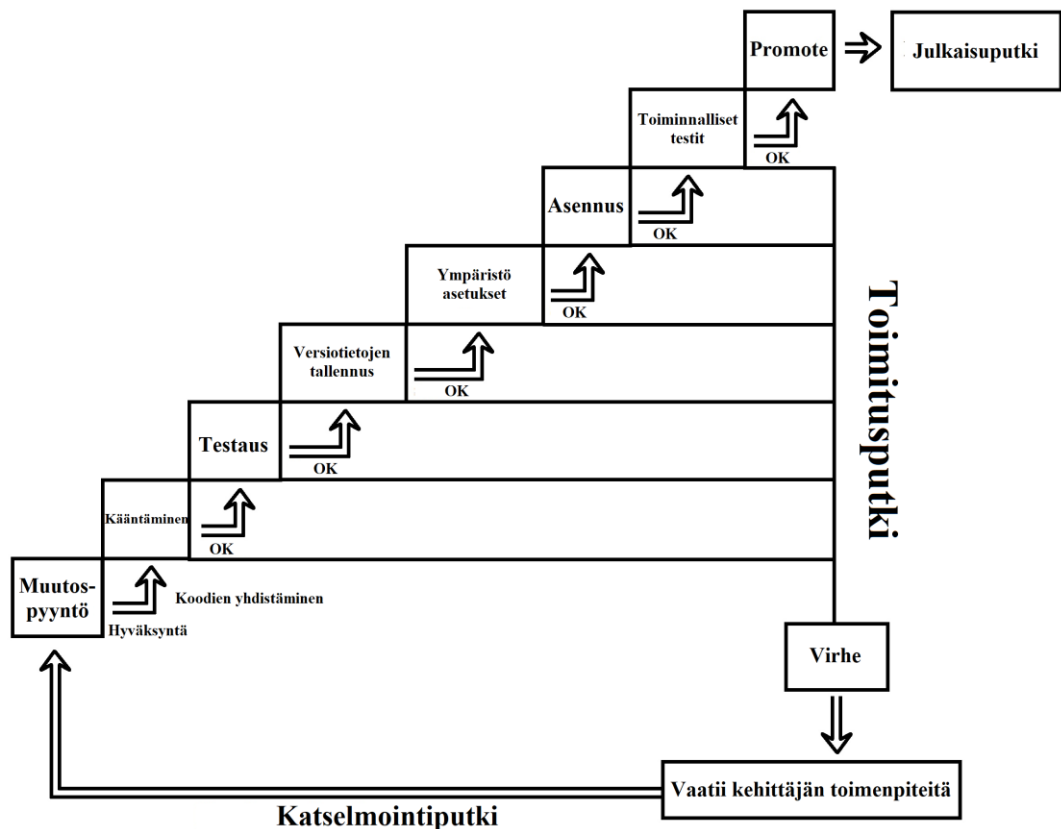 Promote
Julkaisuputki
Toiminnalliset
testit
OK
Asennus
OK
Ympäristö
asetukset
OK
Versiotietojen
tallennus
OK
Testaus
OK
Kääntäminen
OK
Muutos-
pyyntö
Koodien yhdistäminen
Hyväksyntä
Toimitusputki
Virhe
Vaatii kehittäjän toimenpiteitä
Katselmointiputki